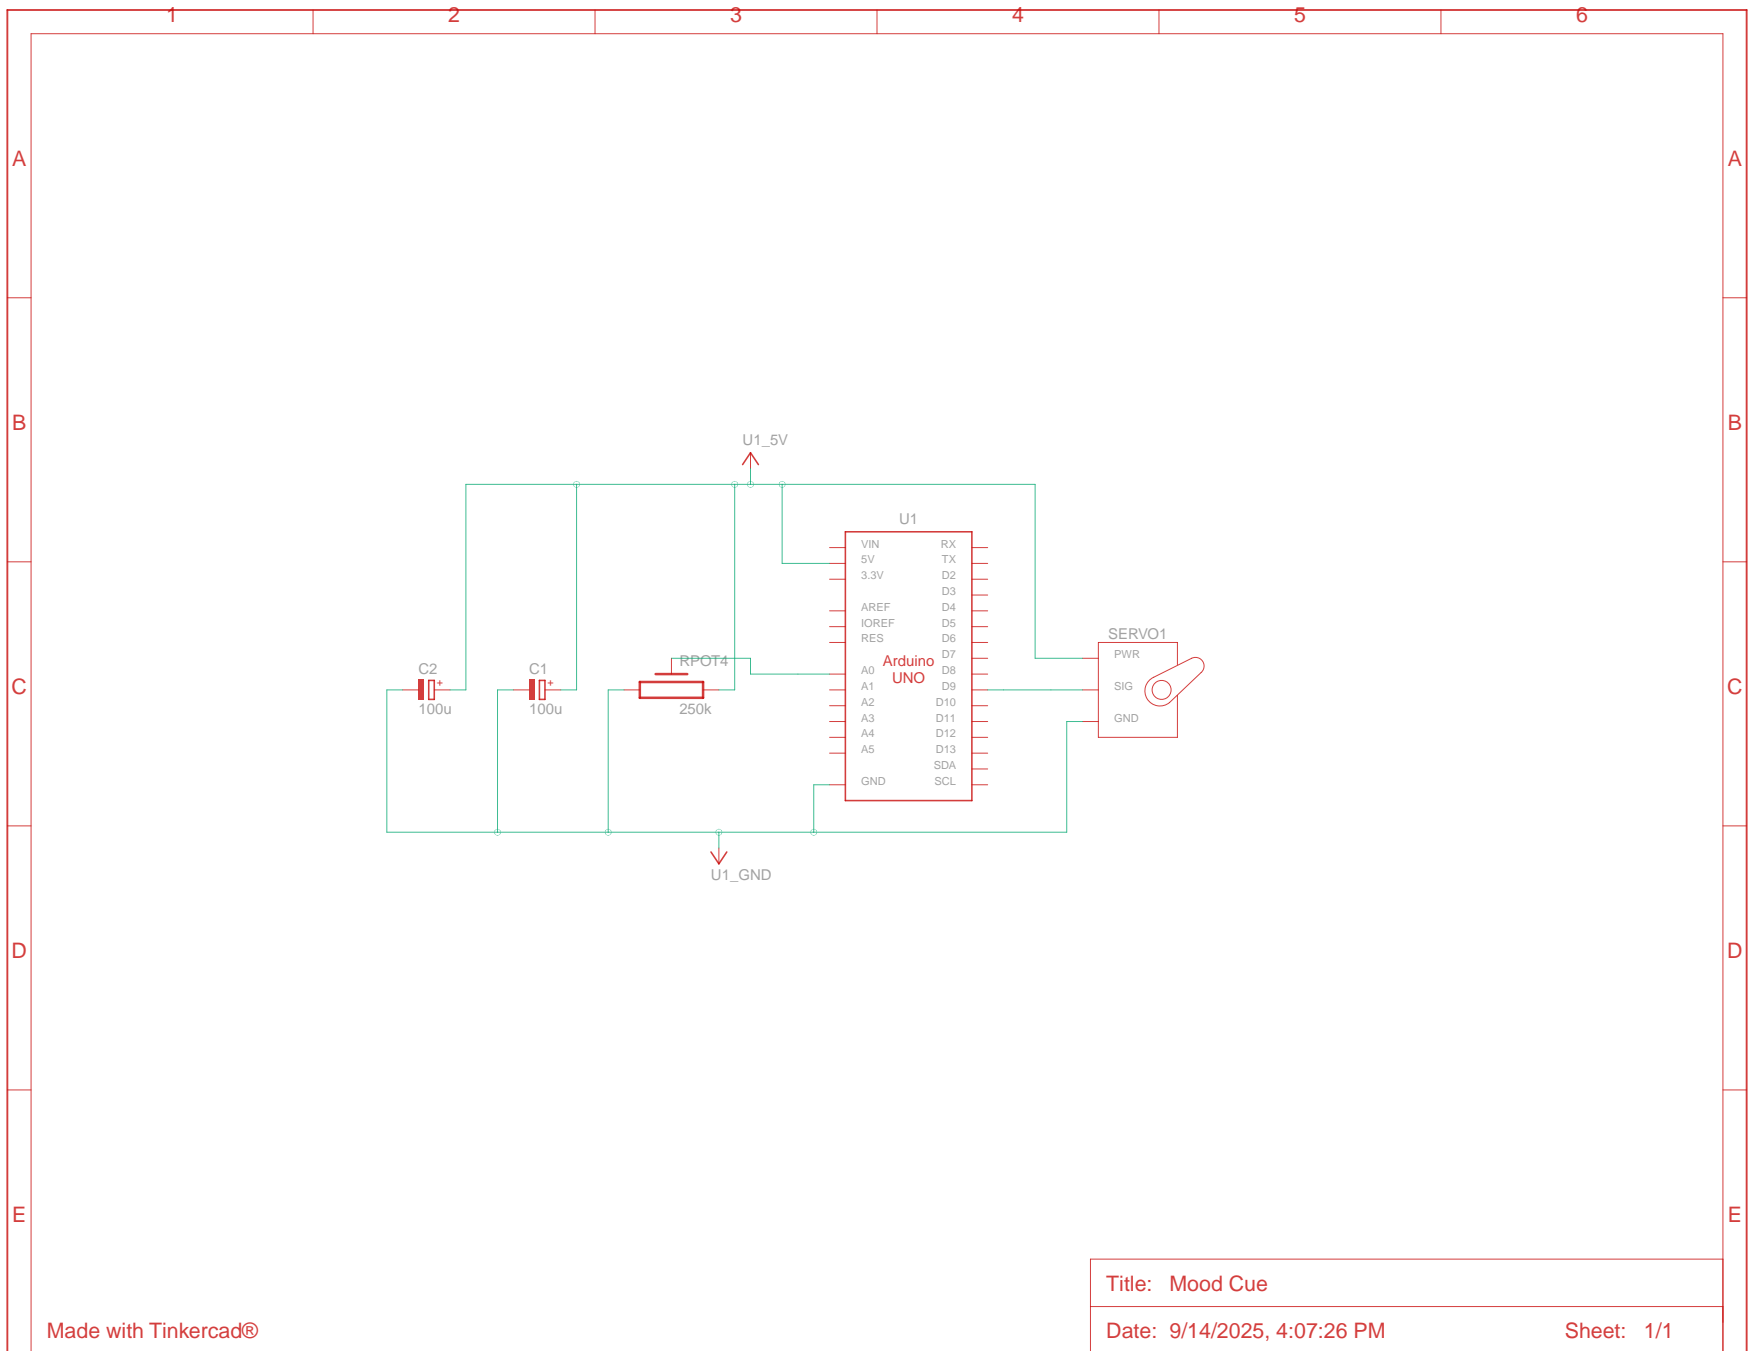 1 2 3 4 5 6
A A
B B
U1_5V
U1
VIN RX
5V TX
3.3V D2
D3
AREF D4
IOREF D5
RES D6
SERVO1
D7
PWR
RPOT4
Arduino
C2 C1
A0 D8
UNO
A1 D9
SIG
C C
100u 100u 250k
+ +
A2 D10
A3 D11
GND
A4 D12
A5 D13
SDA
GND SCL
U1_GND
D D
E E
Title: Mood Cue
Made with Tinkercad®
Date: 9/14/2025, 4:07:26 PM Sheet: 1/1